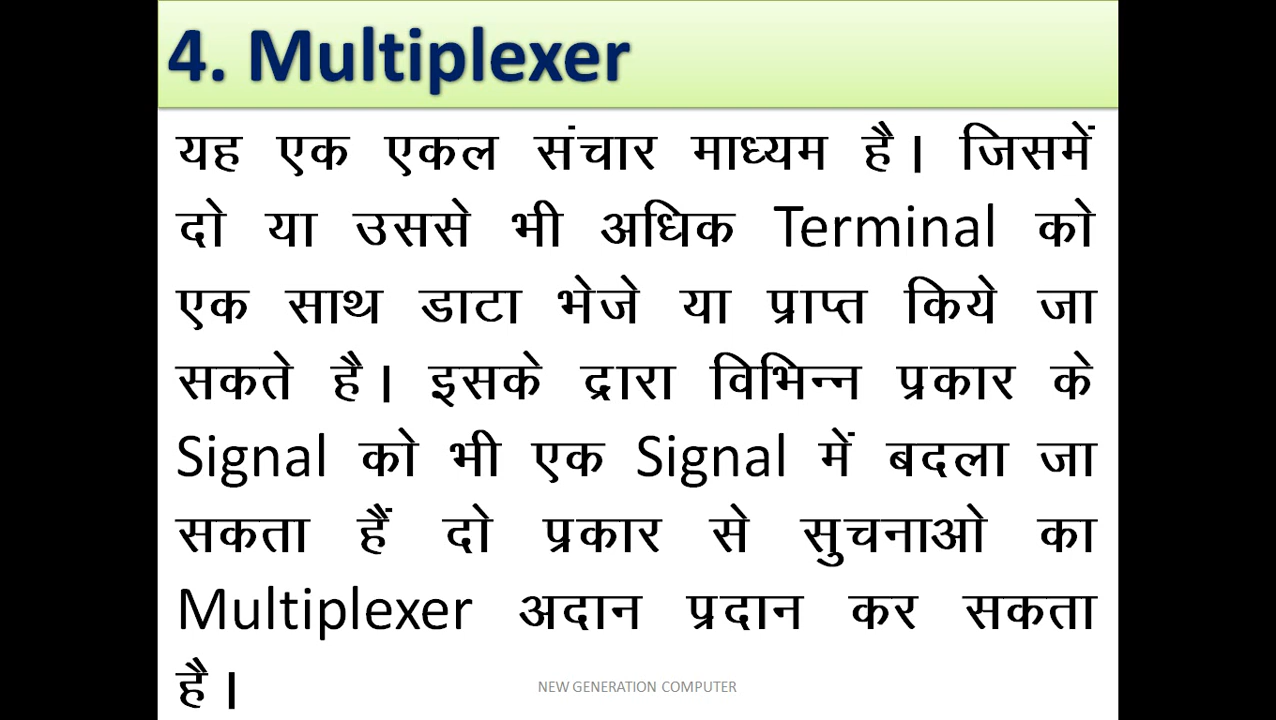 4. Multiplexer
यह एक एकल संचार माध्यम है। जिसमें
दो या उससे भी अधिक Terminal को
एक साथ डाटा भेजे या प्राप्त किये जा
सकते है। इसके द्रारा विभिन्न प्रकार के
Signal को भी एक Signal में बदला जा
सकता हैं दो प्रकार से सुचनाओ का
Multiplexer अदान प्रदान कर सकता
है।
NEW GENERATION COMPUTER